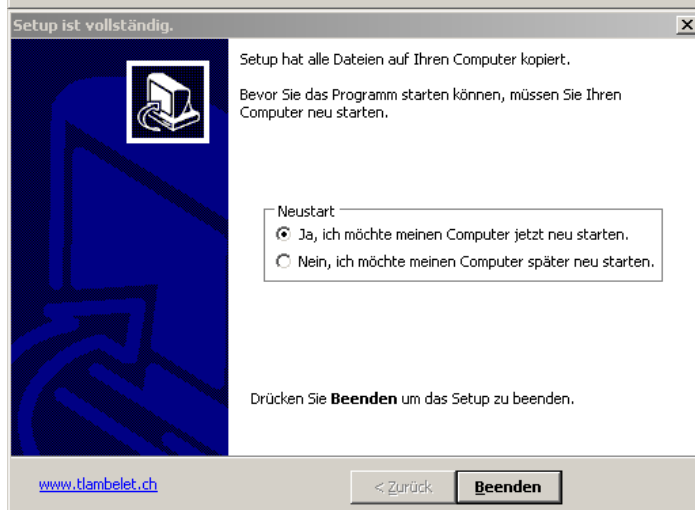 Setup ist vollständig.
Setup hat alle Dateien auf Ihren Computer kopiert.
Bevor Sie das Programm starten können, müssen Sie Ihren
Computer neu starten.
Neustart
Ja, ich möchte meinen Computer jetzt neu starten.
Nein, ich möchte meinen Computer später neu starten.
Drücken Sie Beenden um das Setup zu beenden.
www.tlambelet.ch
< Zurück
Beenden